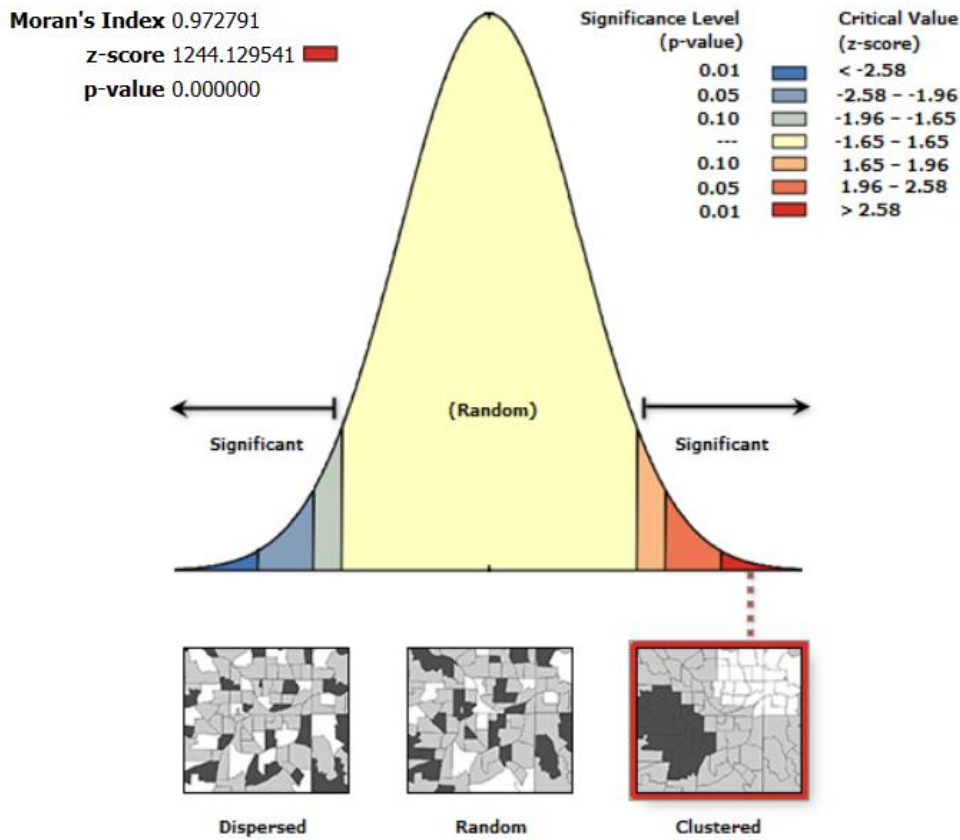 Moran's Index 0.972791
z-score 1244.129541
p-value 0.000000
Significance Level
(p-value)
Critical Value
(z-score)
0.01 < -2.58
0.05 -2.58 – -1.96
0.10 -1.96 – -1.65
--- -1.65 – 1.65
0.10 1.65 – 1.96
0.05 1.96 – 2.58
0.01 > 2.58
(Random)
Significant
Significant
Dispersed
Random
Clustered